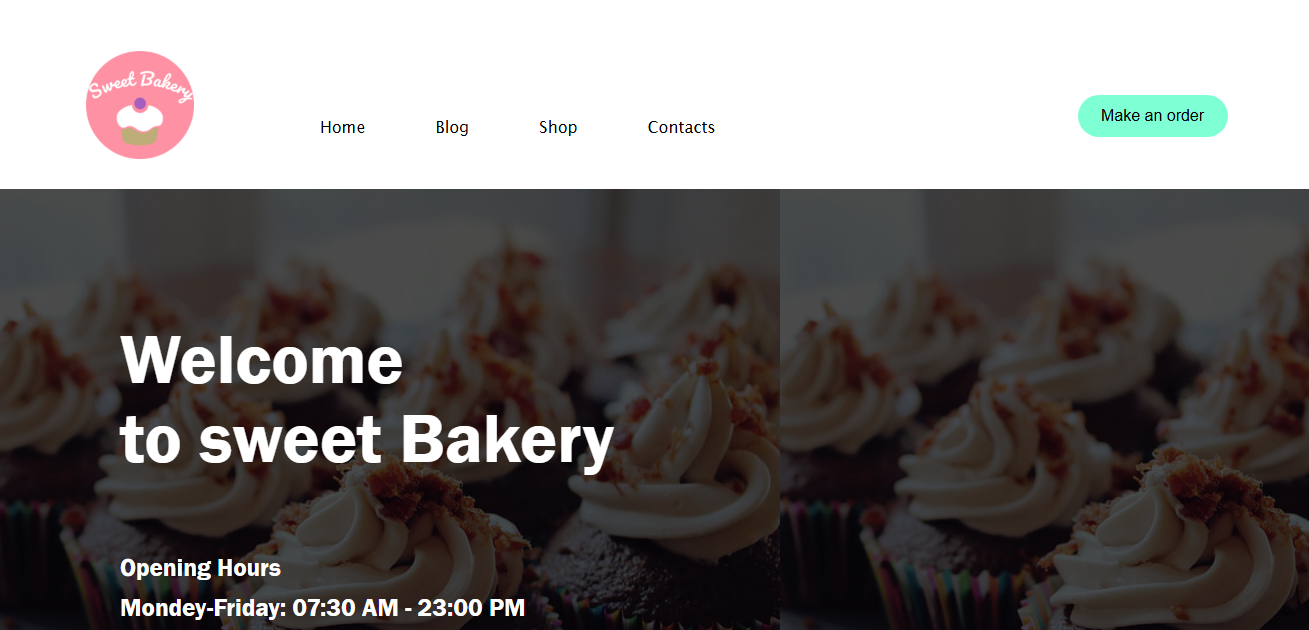 Sweet Bakery
Home Blog Shop Contacts
Make an order
Welcome
to sweet Bakery
Opening Hours
Mondey-Friday: 07:30 AM - 23:00 PM